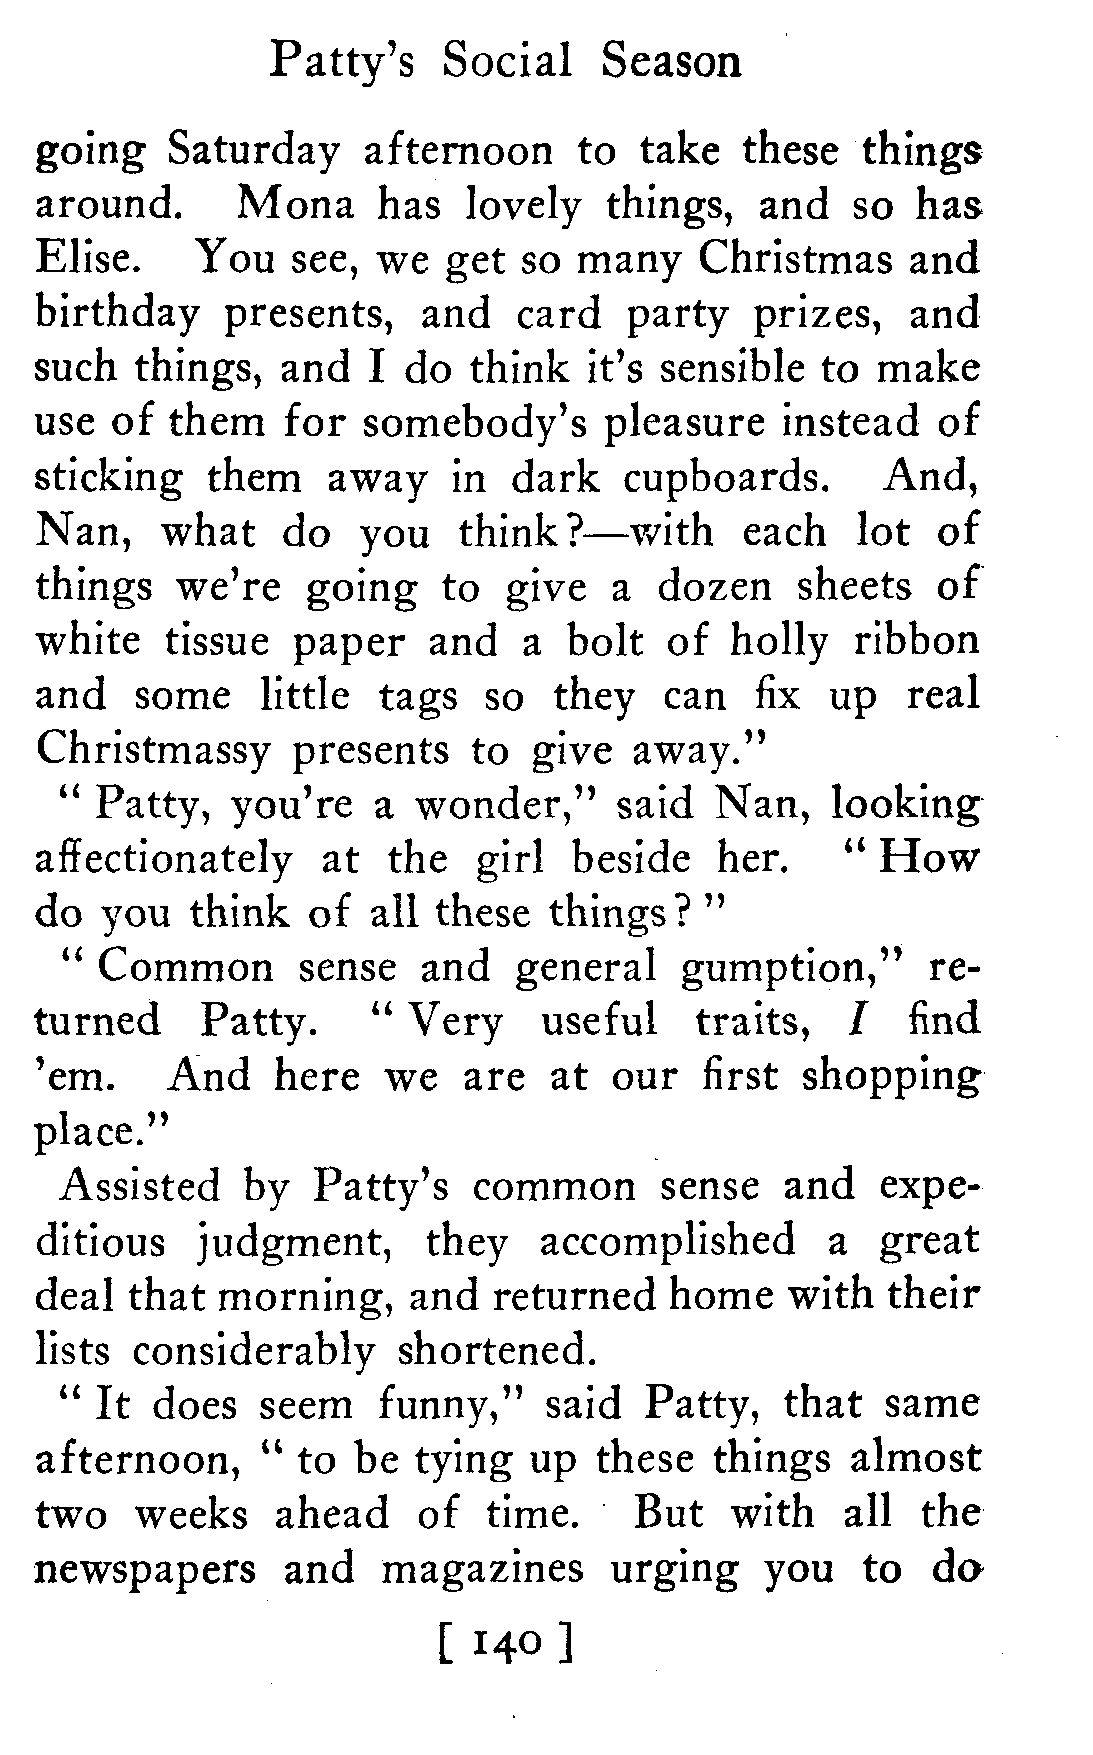 Patty's Social Season
going Saturday afternoon to take these things
around. Mona has lovely things, and so has
Elise. You see, we get so many Christmas and
birthday presents, and card party prizes, and
such things, and I do think it's sensible to make
use of them for somebody's pleasure instead of
sticking them away in dark cupboards. And,
Nan, what do you think?—with each lot of
things we're going to give a dozen sheets of
white tissue paper and a bolt of holly ribbon
and some little tags so they can fix up real
Christmassy presents to give away."
" Patty, you're a wonder," said Nan, looking
affectionately at the girl beside her. " How
do you think of all these things? "
" Common sense and general gumption," re-
turned Patty. " Very useful traits, I find
'em. And here we are at our first shopping
place."
Assisted by Patty's common sense and expe-
ditious judgment, they accomplished a great
deal that morning, and returned home with their
lists considerably shortened.
" It does seem funny," said Patty, that same
afternoon, " to be tying up these things almost
two weeks ahead of time. But with all the
newspapers and magazines urging you to do
[ 140 ]